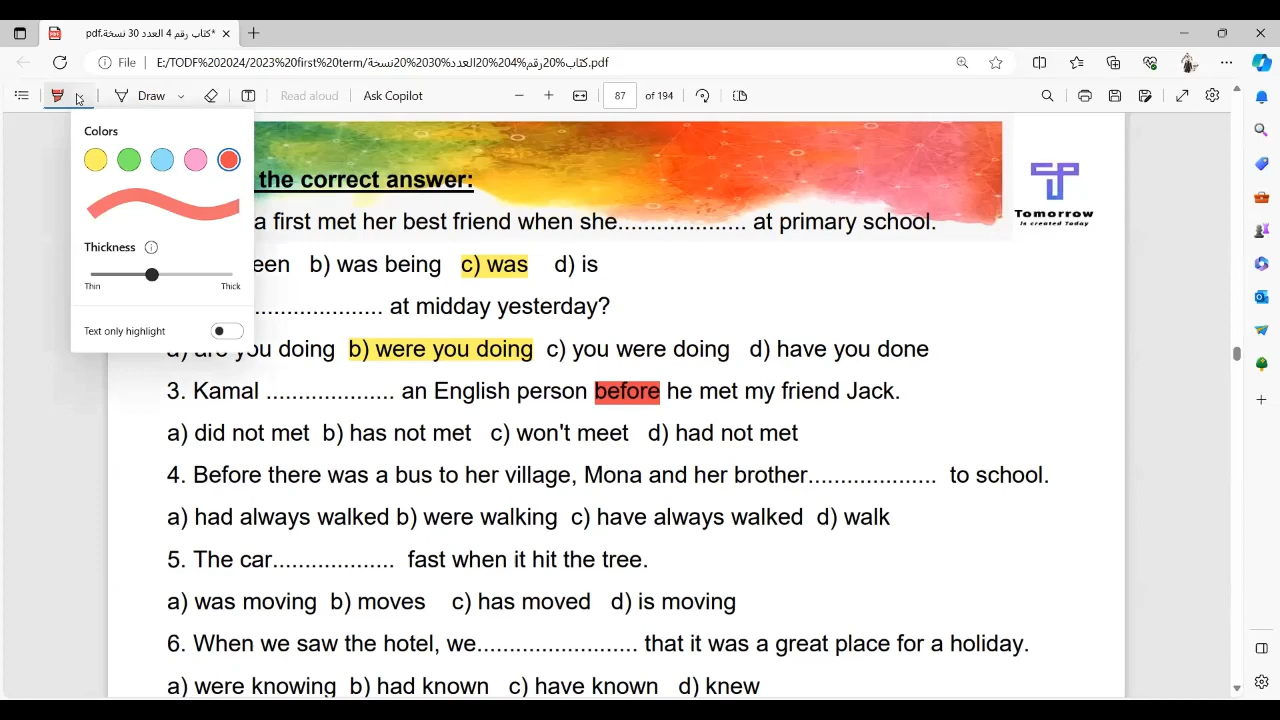 *كتاب رقم 4 العدد 30 نسخة.pdf
File
E:/TODF%202024/2023%20first%20term/كتاب%20رقم%204%20العدد%2030%20نسخة.pdf
Draw
Read aloud
Ask Copilot
87 of 194
Colors
Thickness
Thin Thick
Text only highlight
Tomorrow
is created Today
the correct answer:
a first met her best friend when she.................... at primary school.
een b) was being c) was d) is
.................... at midday yesterday?
a) are you doing b) were you doing c) you were doing d) have you done
3. Kamal .................... an English person before he met my friend Jack.
a) did not met b) has not met c) won't meet d) had not met
4. Before there was a bus to her village, Mona and her brother.................... to school.
a) had always walked b) were walking c) have always walked d) walk
5. The car................... fast when it hit the tree.
a) was moving b) moves c) has moved d) is moving
6. When we saw the hotel, we......................... that it was a great place for a holiday.
a) were knowing b) had known c) have known d) knew